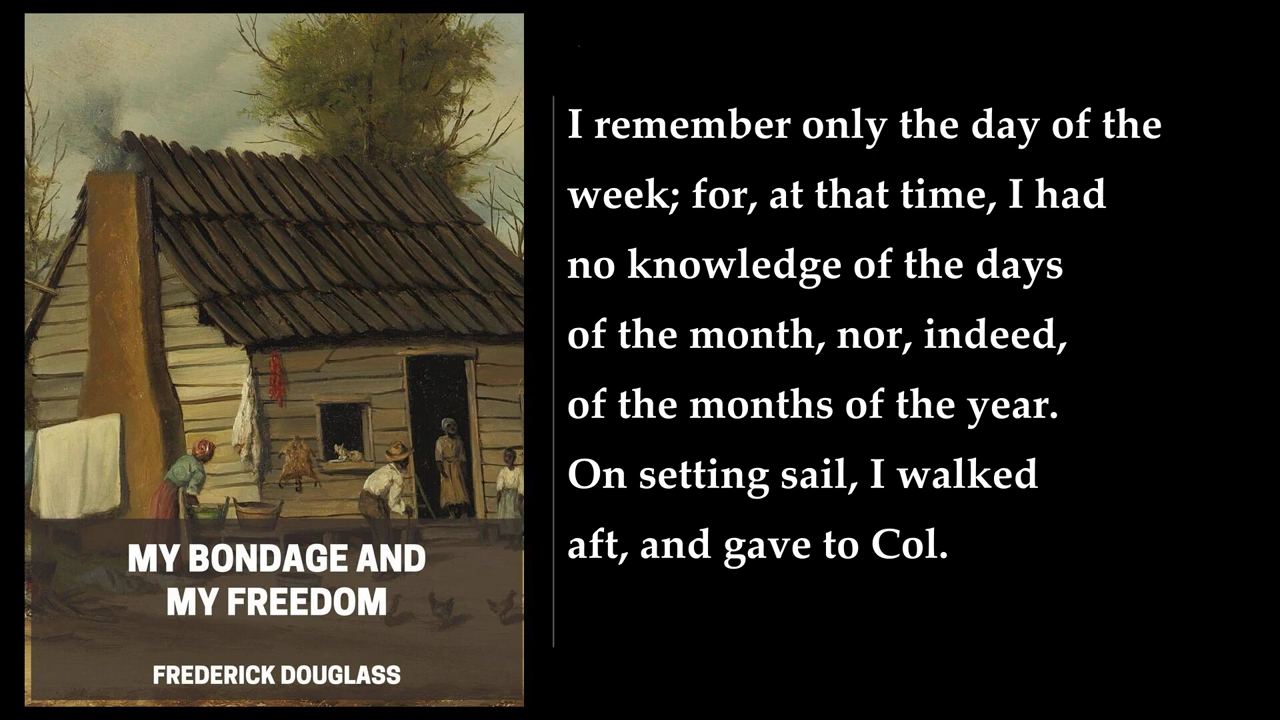 MY BONDAGE AND
MY FREEDOM
FREDERICK DOUGLASS
I remember only the day of the
week; for, at that time, I had
no knowledge of the days
of the month, nor, indeed,
of the months of the year.
On setting sail, I walked
aft, and gave to Col.